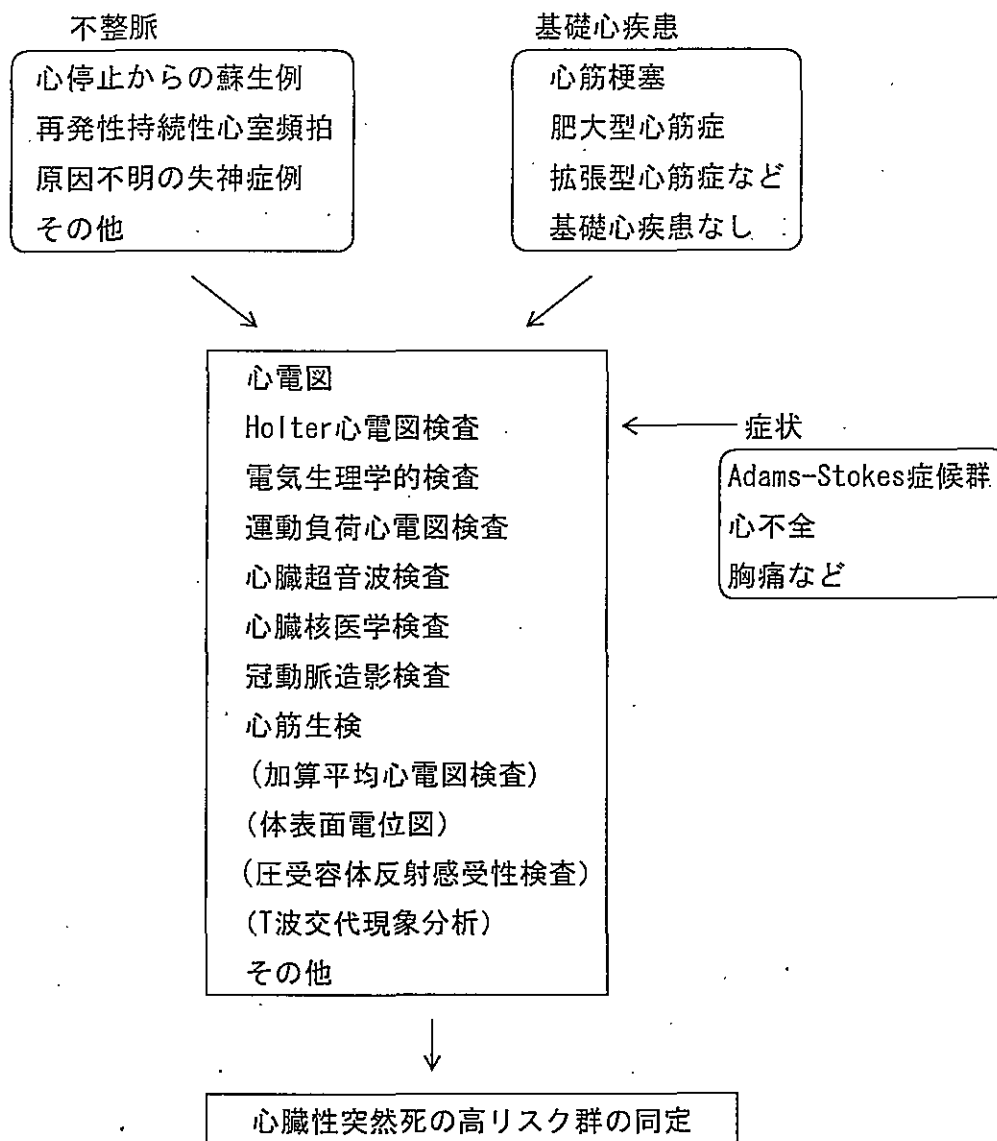 不整脈
心停止からの蘇生例
再発性持続性心室頻拍
原因不明の失神症例
その他
基礎心疾患
心筋梗塞
肥大型心筋症
拡張型心筋症など
基礎心疾患なし
心電図
Holter心電図検査
電気生理学的検査
運動負荷心電図検査
心臓超音波検査
心臓核医学検査
冠動脈造影検査
心筋生検
(加算平均心電図検査)
(体表面電位図)
(圧受容体反射感受性検査)
(T波交代現象分析)
その他
症状
Adams-Stokes症候群
心不全
胸痛など
心臓性突然死の高リスク群の同定